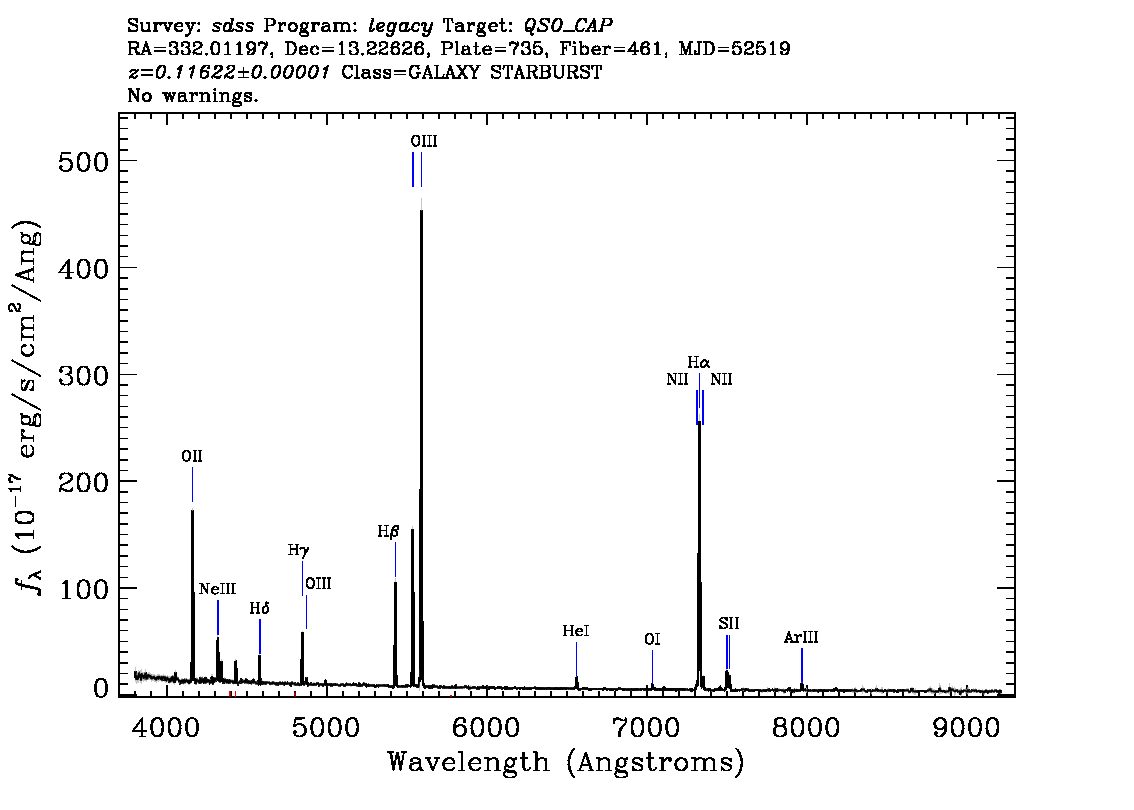 Survey: sdss Program: legacy Target: QSO_CAP
RA=332.01197, Dec=13.22626, Plate=735, Fiber=461, MJD=52519
z=0.11622±0.00001 Class=GALAXY STARBURST
No warnings.
OIII
500
400
Hα
300
NII NII
OII
200
Hβ
Hγ
OIII
NeIII
100
Hδ
HeI
SII
OI
ArIII
0
fλ (10⁻¹⁷ erg/s/cm²/Ang)
4000 5000 6000 7000 8000 9000
Wavelength (Angstroms)